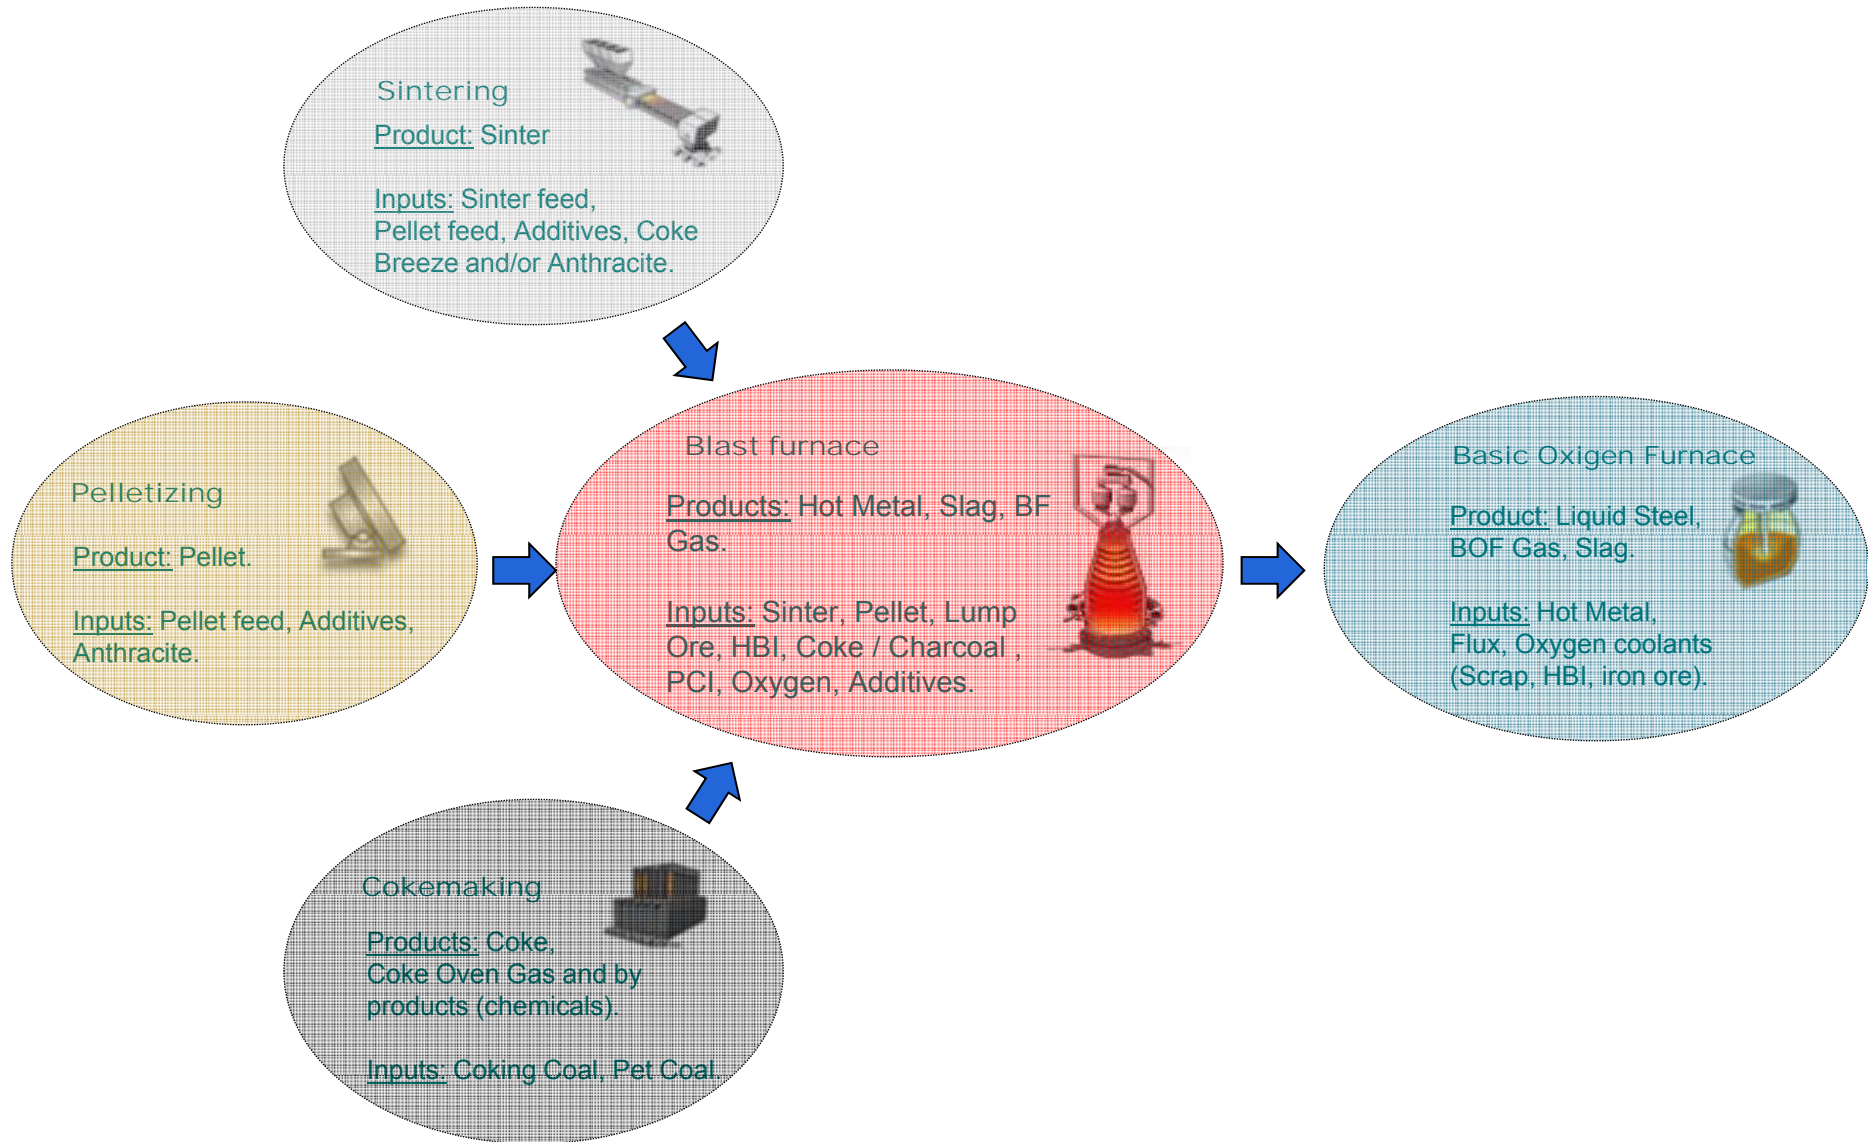 Sintering
Product: Sinter
Inputs: Sinter feed,
Pellet feed, Additives, Coke
Breeze and/or Anthracite.
Pelletizing
Product: Pellet.
Inputs: Pellet feed, Additives,
Anthracite.
Blast furnace
Products: Hot Metal, Slag, BF
Gas.
Inputs: Sinter, Pellet, Lump
Ore, HBI, Coke / Charcoal ,
PCI, Oxygen, Additives.
Basic Oxigen Furnace
Product: Liquid Steel,
BOF Gas, Slag.
Inputs: Hot Metal,
Flux, Oxygen coolants
(Scrap, HBI, iron ore).
Cokemaking
Products: Coke,
Coke Oven Gas and by
products (chemicals).
Inputs: Coking Coal, Pet Coal.